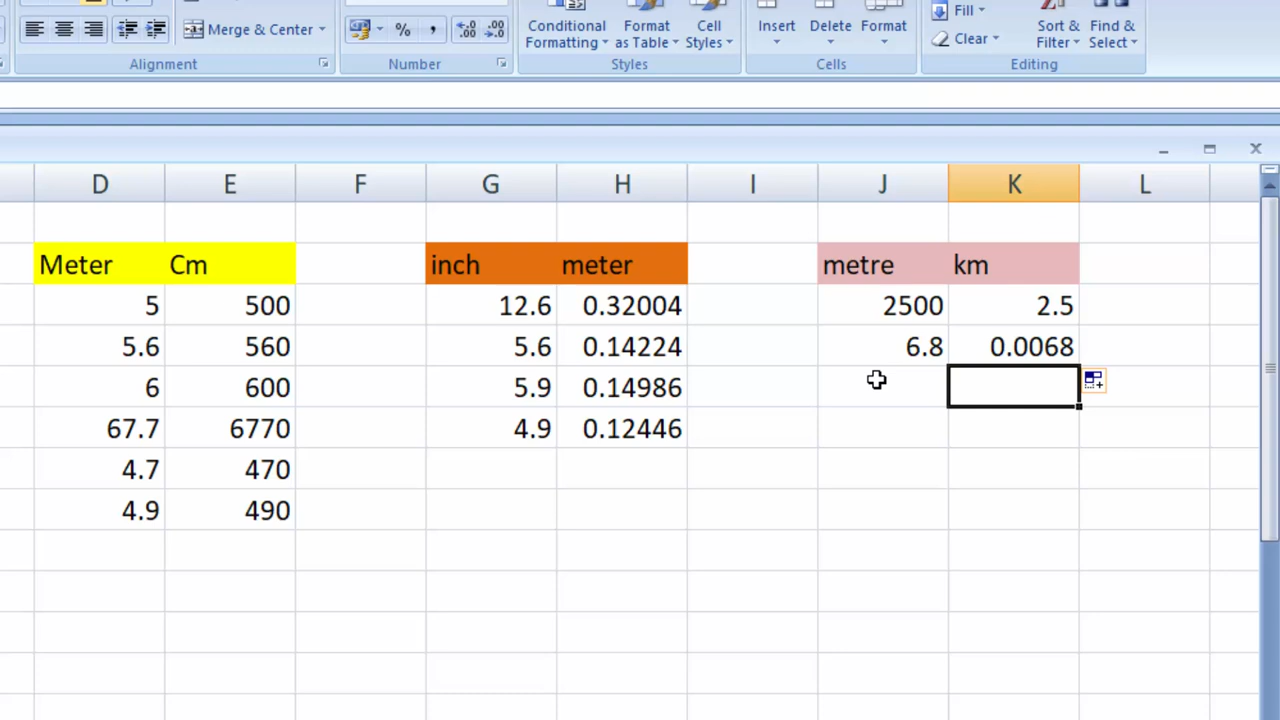 Merge & Center
%
,
.00
.00
Conditional Formatting
Format as Table
Cell Styles
Insert
Delete
Format
Fill
Clear
Sort & Filter
Find & Select
Alignment
Number
Styles
Cells
Editing
D E F G H I J K L
Meter Cm inch meter metre km
5 500 12.6 0.32004 2500 2.5
5.6 560 5.6 0.14224 6.8 0.0068
6 600 5.9 0.14986
67.7 6770 4.9 0.12446
4.7 470
4.9 490